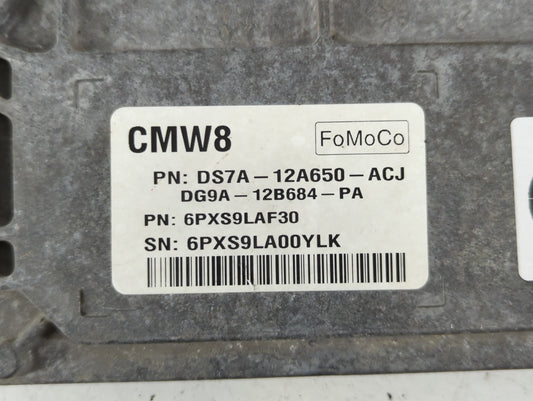 CMW8
FoMoCo
PN: DS7A-12A650-ACJ
DG9A-12B684-PA
PN: 6PXS9LAF30
SN: 6PXS9LA00YLK